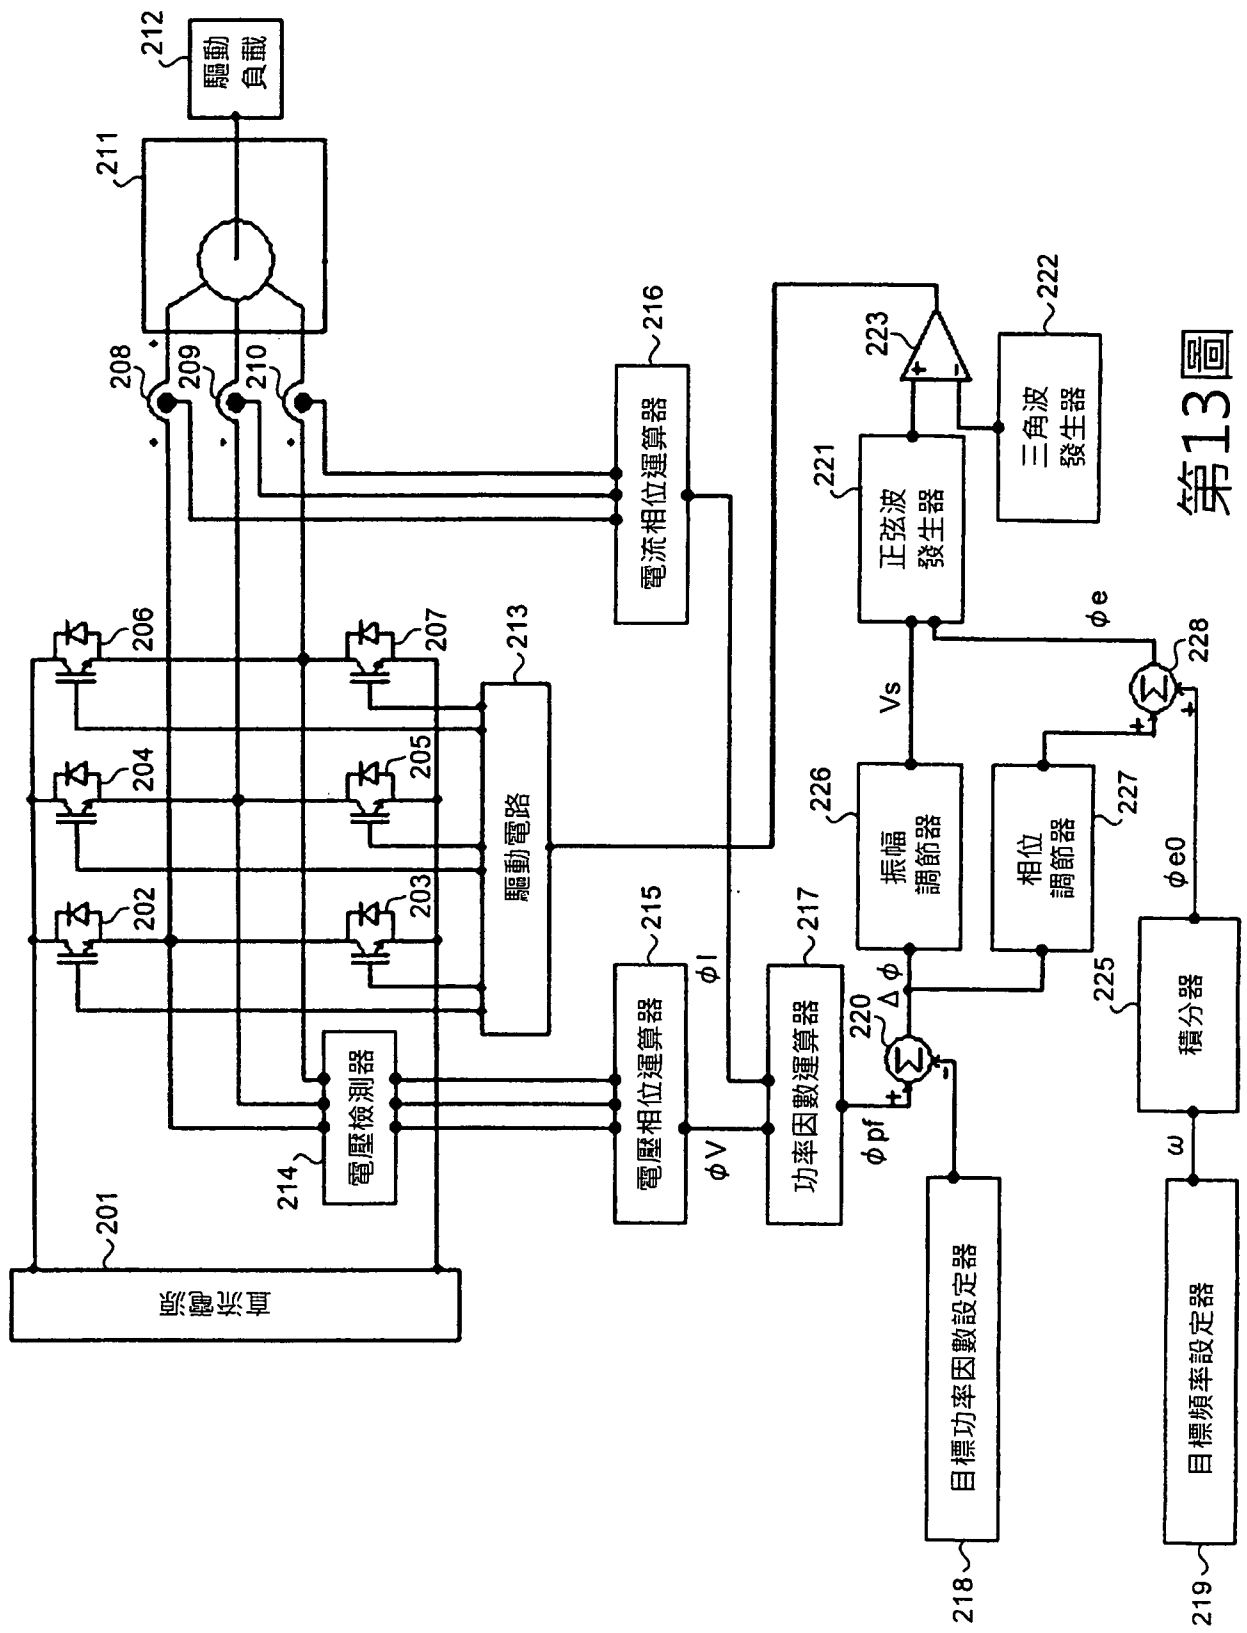 212
驅動
負載
211
208
209
210
206
207
204
205
202
203
213
驅動電路
201
直流電源
214
電壓檢測器
215
電壓相位運算器
216
電流相位運算器
φV
φI
217
功率因數運算器
φpf
+
-
220
Σ
Δφ
218
目標功率因數設定器
226
振幅
調節器
Vs
227
相位
調節器
221
正弦波
發生器
222
三角波
發生器
223
+
-
219
目標頻率設定器
ω
225
積分器
φe0
+
+
228
Σ
φe
第13圖